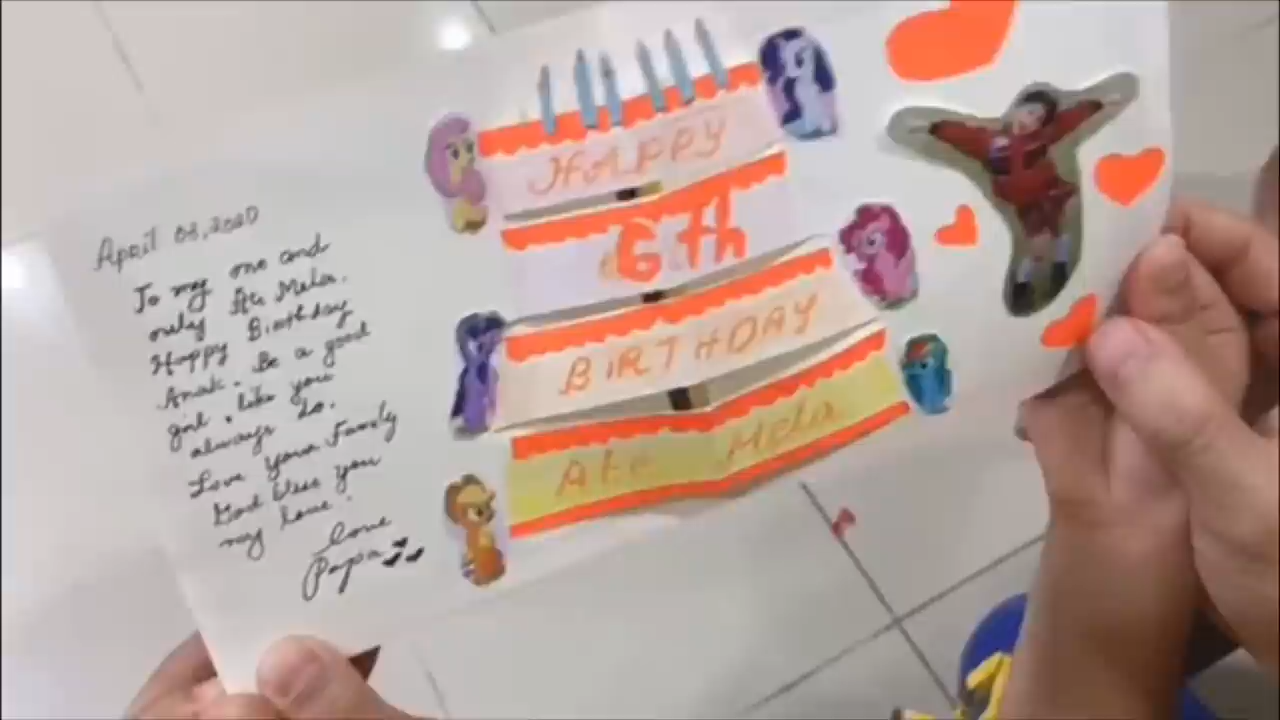 April 03, 2020
To my one and
only Ate Mela.
Happy Birthday
Anak. Be a good
girl. like you
always do.
Love your Family
God bless you
my love.
love
Papa
HAPPY
6th
BIRTHDAY
Ate Mela